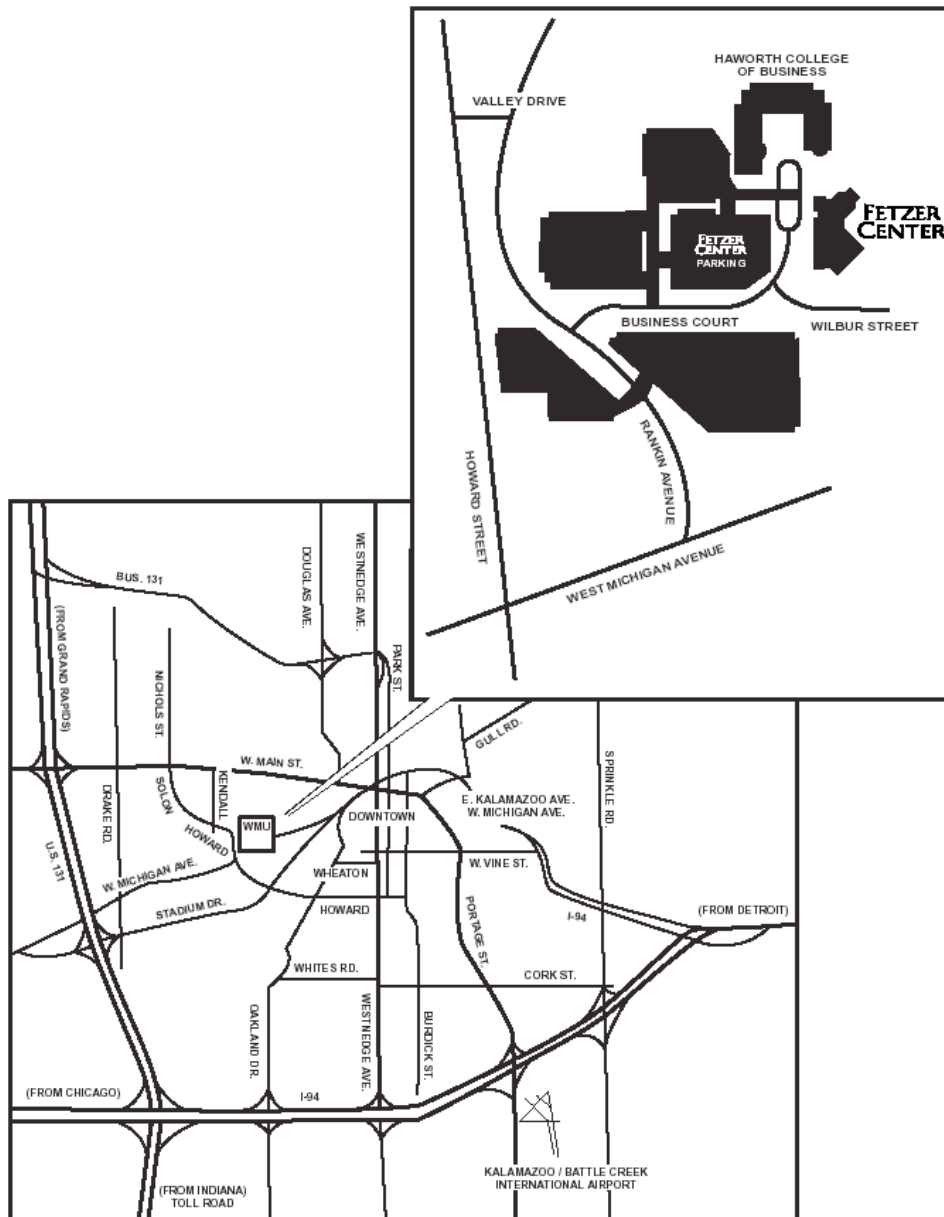 HAWORTH COLLEGE
OF BUSINESS
VALLEY DRIVE
FETZER
CENTER
FETZER
CENTER
PARKING
BUSINESS COURT
WILBUR STREET
HOWARD STREET
RANKIN AVENUE
WEST MICHIGAN AVENUE
BUS. 131
DOUGLAS AVE.
WESTNEDGE AVE.
PARK ST.
(FROM GRAND RAPIDS)
NICHOLS ST.
GULL RD.
SPRINKLE RD.
W. MAIN ST.
DRAKE RD.
SOLON
KENDALL
WMU
HOWARD
DOWNTOWN
E. KALAMAZOO AVE.
W. MICHIGAN AVE.
U.S. 131
W. MICHIGAN AVE.
WHEATON
W. VINE ST.
STADIUM DR.
HOWARD
PORTAGE ST.
I-94
(FROM DETROIT)
WHITES RD.
CORK ST.
OAKLAND DR.
WESTNEDGE AVE.
BURDICK ST.
(FROM CHICAGO)
I-94
KALAMAZOO / BATTLE CREEK
INTERNATIONAL AIRPORT
(FROM INDIANA)
TOLL ROAD